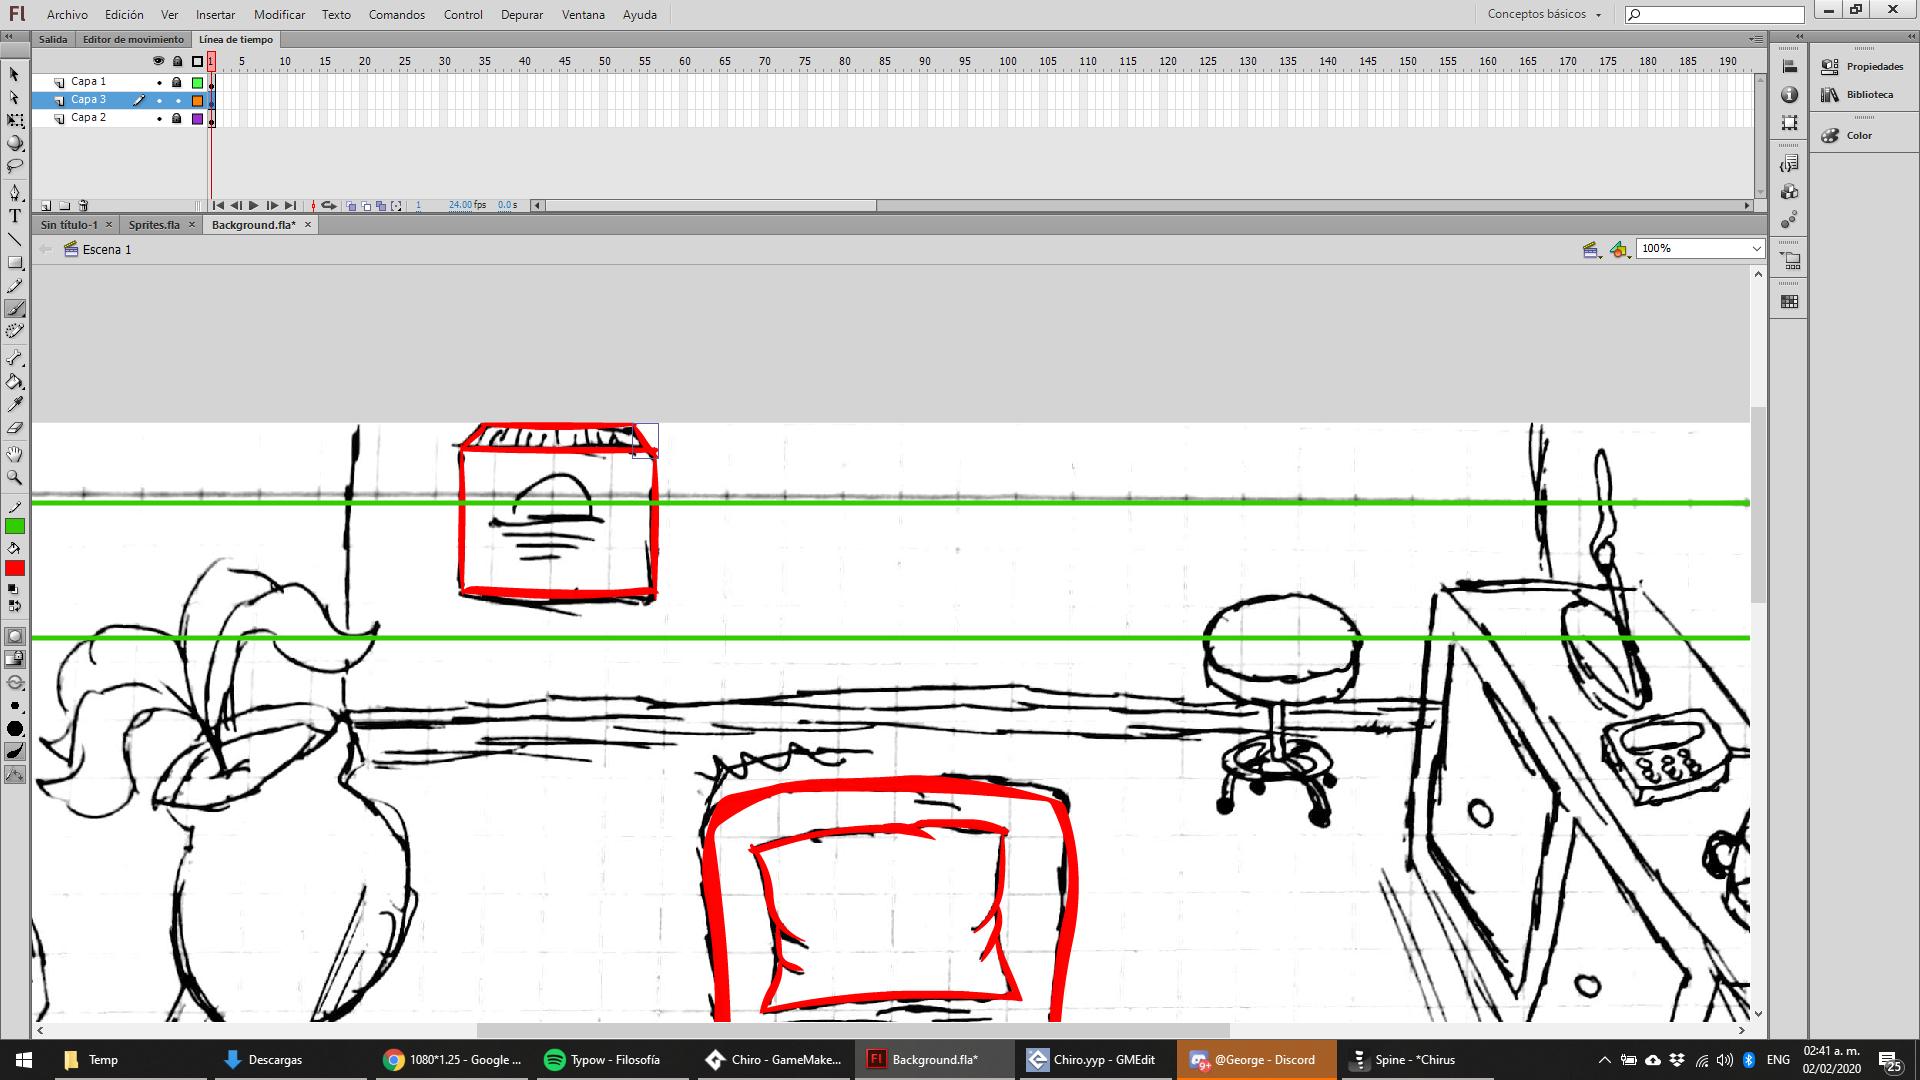 Fl Archivo Edición Ver Insertar Modificar Texto Comandos Control Depurar Ventana Ayuda Conceptos básicos
Salida Editor de movimiento Línea de tiempo
1 5 10 15 20 25 30 35 40 45 50 55 60 65 70 75 80 85 90 95 100 105 110 115 120 125 130 135 140 145 150 155 160 165 170 175 180 185 190
Capa 1
Capa 3
Capa 2
1 24.00 fps 0.0 s
Sin título-1 Sprites.fla Background.fla*
Escena 1 100%
Propiedades
Biblioteca
Color
T
Temp Descargas 1080*1.25 - Google ... Typow - Filosofía Chiro - GameMake... Fl Background.fla* Chiro.yyp - GMEdit 9+ @George - Discord Spine - *Chirus ENG 02:41 a. m.
02/02/2020 25